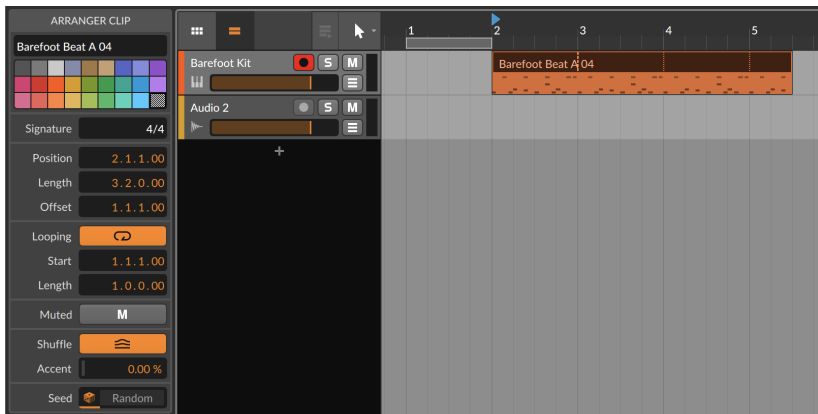 ARRANGER CLIP
Barefoot Beat A 04
Signature 4/4
Position 2.1.1.00
Length 3.2.0.00
Offset 1.1.1.00
Looping
Start 1.1.1.00
Length 1.0.0.00
Muted M
Shuffle
Accent 0.00 %
Seed Random
1 2 3 4 5
Barefoot Kit S M
Barefoot Beat A 04
Audio 2 S M
+